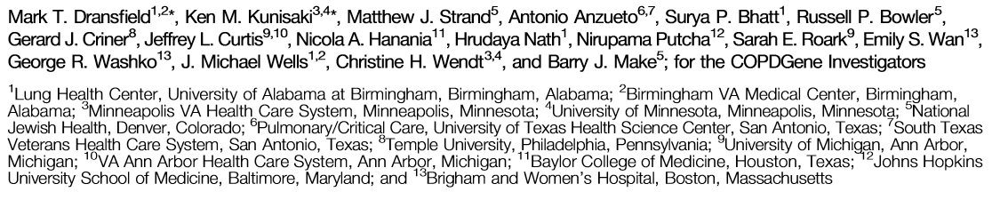 Mark T. Dransfield1,2*, Ken M. Kunisaki3,4*, Matthew J. Strand5, Antonio Anzueto6,7, Surya P. Bhatt1, Russell P. Bowler5,
Gerard J. Criner8, Jeffrey L. Curtis9,10, Nicola A. Hanania11, Hrudaya Nath1, Nirupama Putcha12, Sarah E. Roark9, Emily S. Wan13,
George R. Washko13, J. Michael Wells1,2, Christine H. Wendt3,4, and Barry J. Make5; for the COPDGene Investigators
1Lung Health Center, University of Alabama at Birmingham, Birmingham, Alabama; 2Birmingham VA Medical Center, Birmingham,
Alabama; 3Minneapolis VA Health Care System, Minneapolis, Minnesota; 4University of Minnesota, Minneapolis, Minnesota; 5National
Jewish Health, Denver, Colorado; 6Pulmonary/Critical Care, University of Texas Health Science Center, San Antonio, Texas; 7South Texas
Veterans Health Care System, San Antonio, Texas; 8Temple University, Philadelphia, Pennsylvania; 9University of Michigan, Ann Arbor,
Michigan; 10VA Ann Arbor Health Care System, Ann Arbor, Michigan; 11Baylor College of Medicine, Houston, Texas; 12Johns Hopkins
University School of Medicine, Baltimore, Maryland; and 13Brigham and Women's Hospital, Boston, Massachusetts